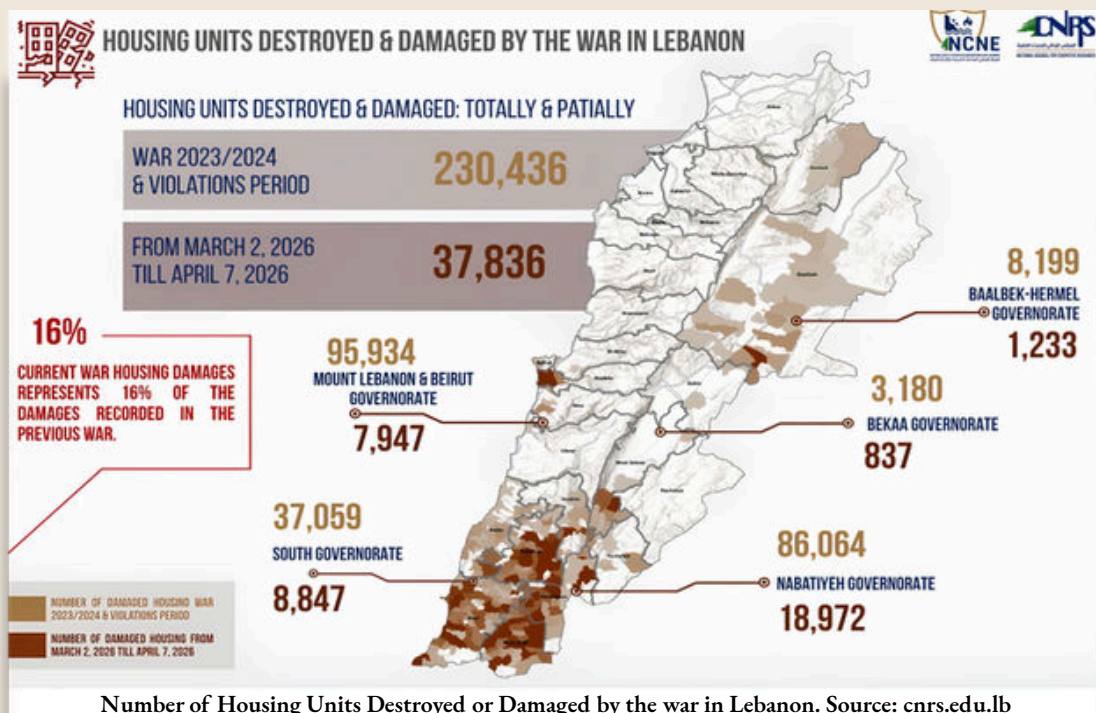 HOUSING UNITS DESTROYED & DAMAGED BY THE WAR IN LEBANON
NCNE
CNRS
HOUSING UNITS DESTROYED & DAMAGED: TOTALLY & PATIALLY
WAR 2023/2024
& VIOLATIONS PERIOD
230,436
FROM MARCH 2, 2026
TILL APRIL 7, 2026
37,836
16%
CURRENT WAR HOUSING DAMAGES
REPRESENTS 16% OF THE
DAMAGES RECORDED IN THE
PREVIOUS WAR.
8,199
BAALBEK-HERMEL
GOVERNORATE
1,233
95,934
MOUNT LEBANON & BEIRUT
GOVERNORATE
7,947
3,180
BEKAA GOVERNORATE
837
37,059
SOUTH GOVERNORATE
8,847
86,064
NABATIYEH GOVERNORATE
18,972
NUMBER OF DAMAGED HOUSING WAR
2023/2024 & VIOLATIONS PERIOD
NUMBER OF DAMAGED HOUSING FROM
MARCH 2, 2026 TILL APRIL 7, 2026
Number of Housing Units Destroyed or Damaged by the war in Lebanon. Source: cnrs.edu.lb